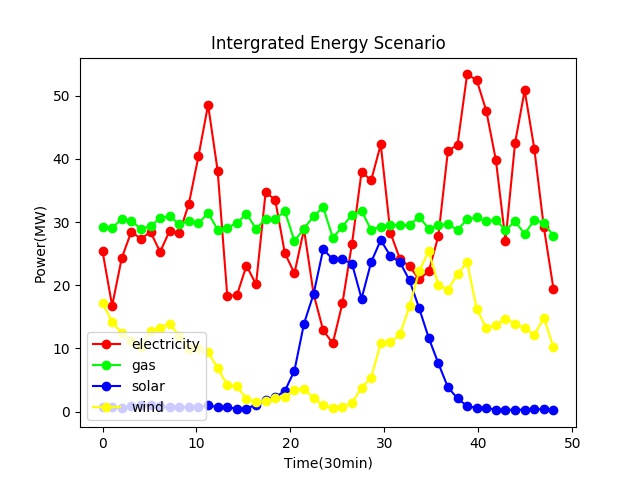 Intergrated Energy Scenario
Power(MW)
50
40
30
20
10
0
electricity
gas
solar
wind
0 10 20 30 40 50
Time(30min)